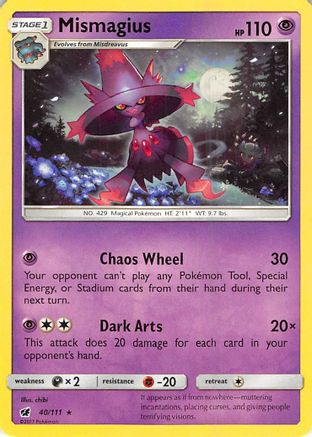 STAGE 1
Mismagius
HP 110
Evolves from Misdreavus
NO. 429 Magical Pokémon HT: 2'11" WT: 9.7 lbs.
Chaos Wheel 30
Your opponent can't play any Pokémon Tool, Special
Energy, or Stadium cards from their hand during their
next turn.
Dark Arts 20×
This attack does 20 damage for each card in your
opponent's hand.
weakness ×2 resistance -20 retreat
Illus. chibi
40/111 ★
©2017 Pokémon
It appears as if from nowhere—muttering
incantations, placing curses, and giving people
terrifying visions.